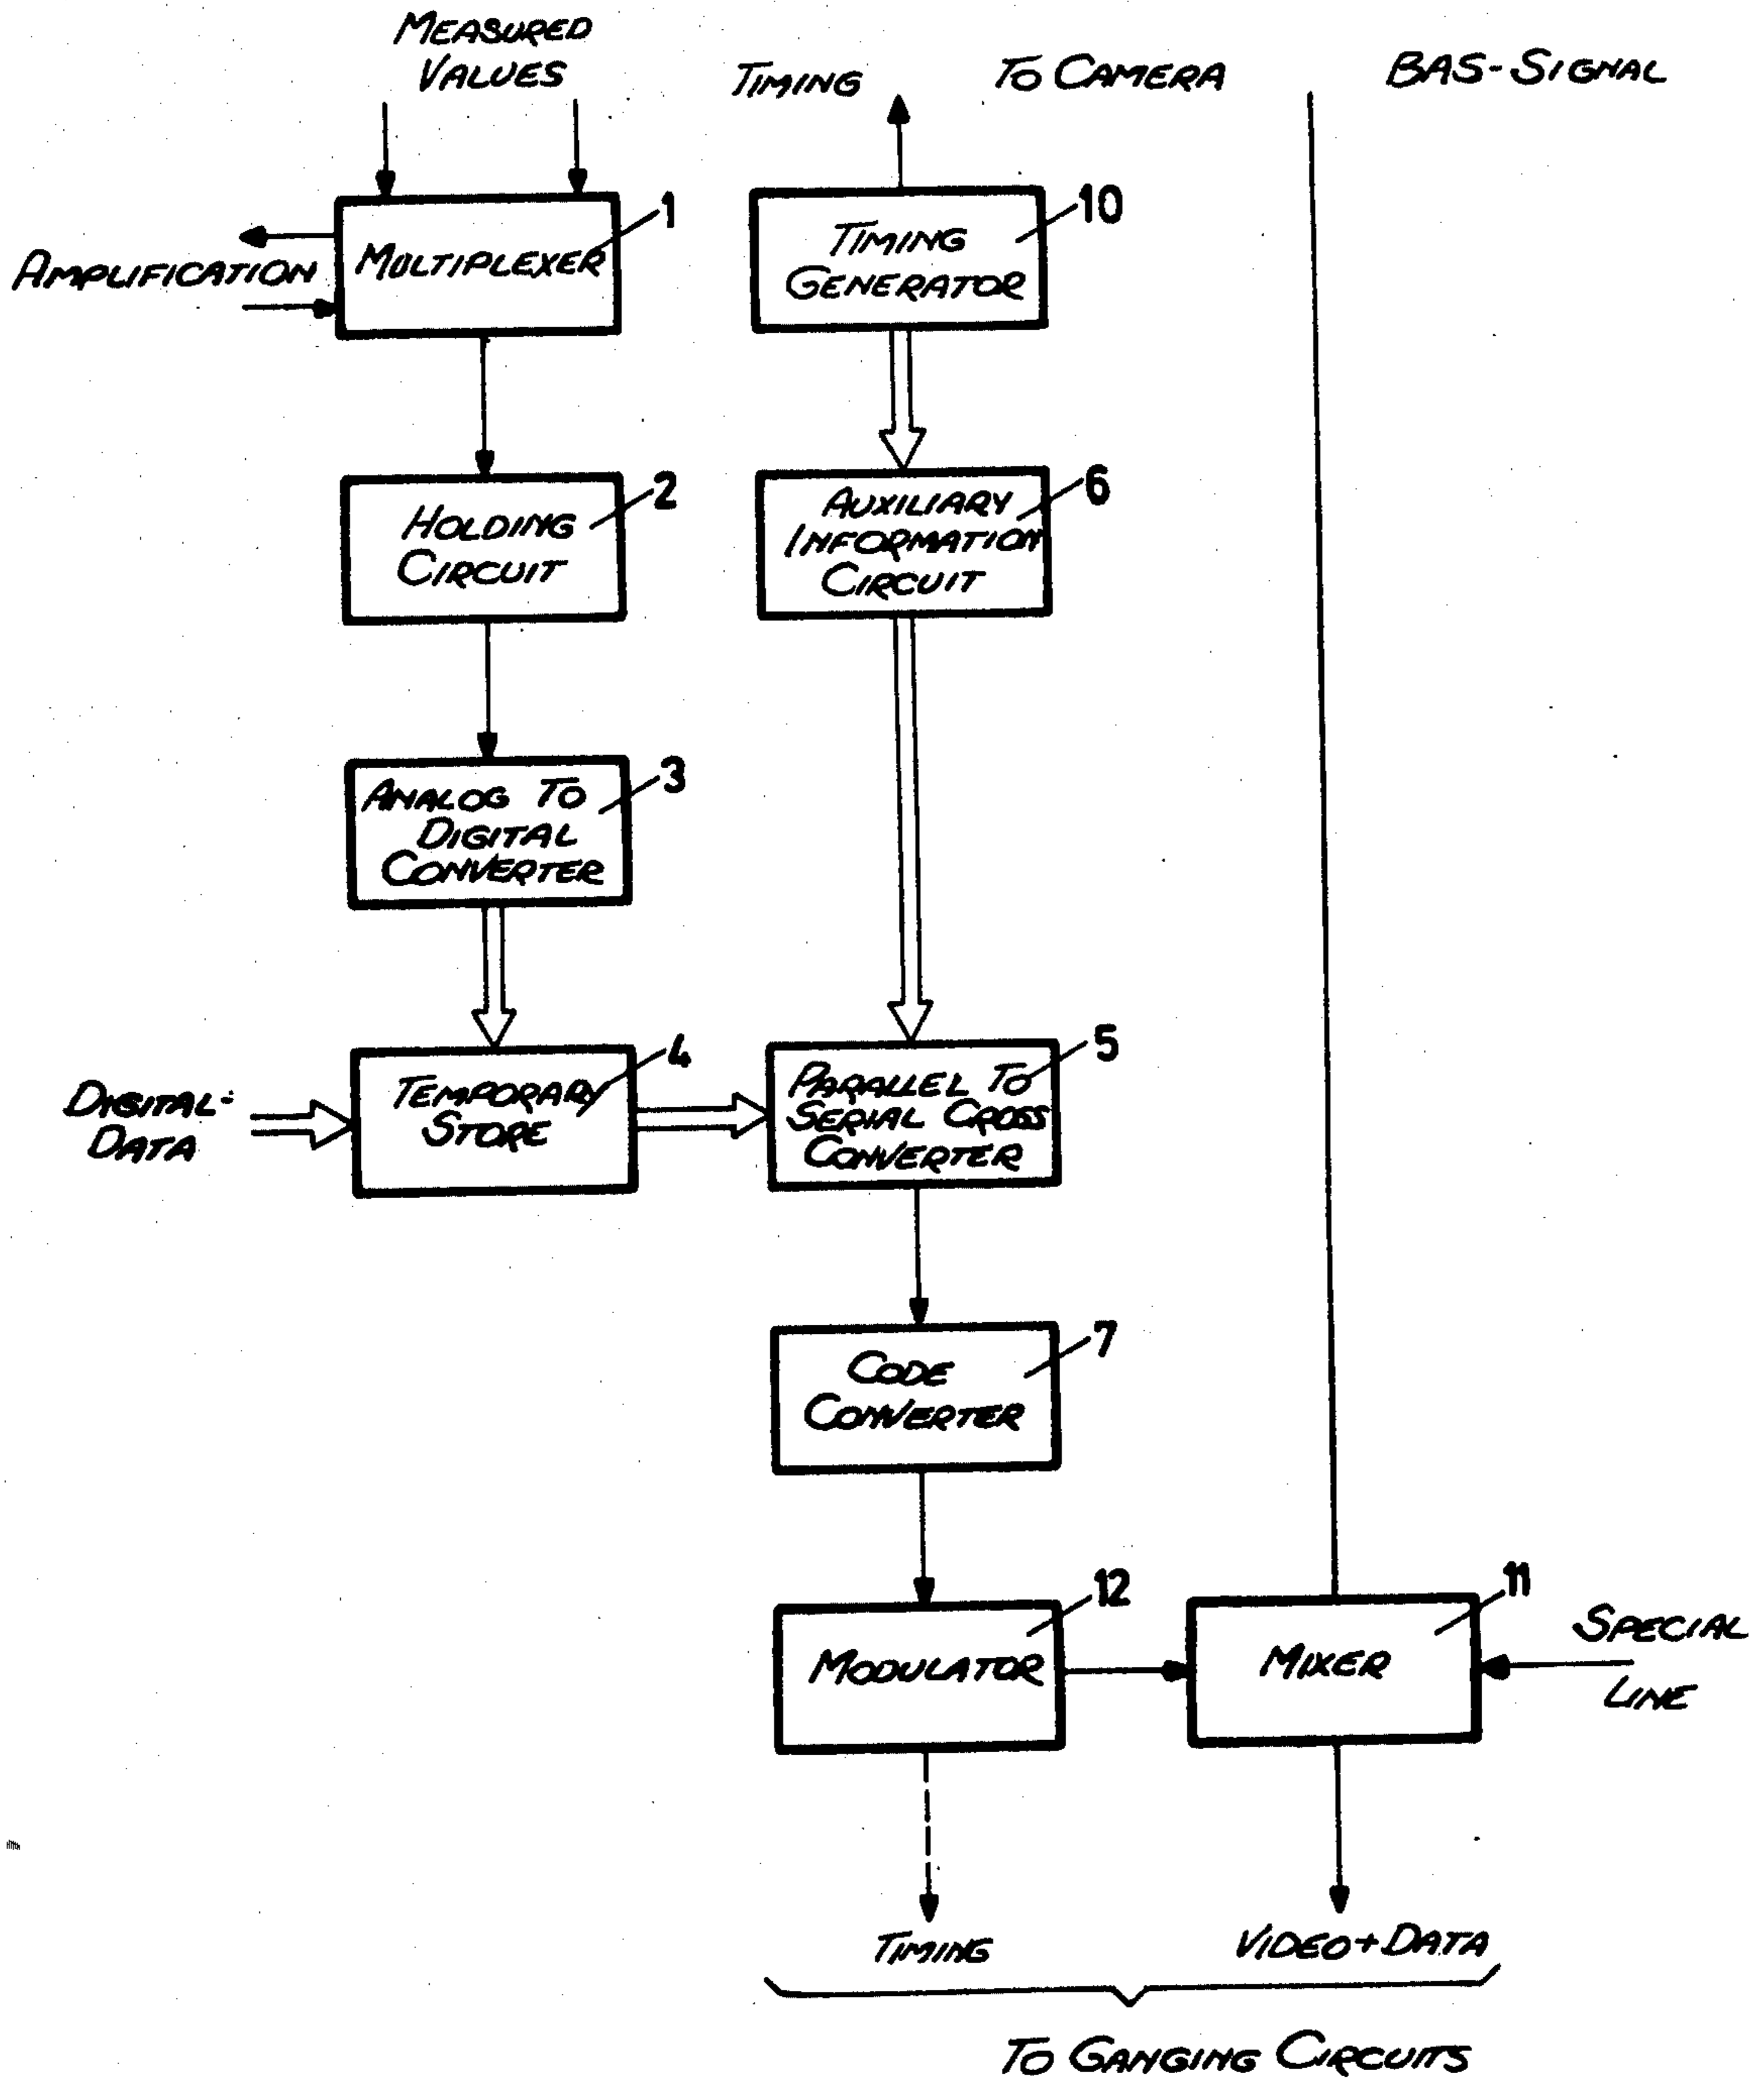 MEASURED
VALUES
TIMING
TO CAMERA
BAS-SIGNAL
1
10
AMPLIFICATION
MULTIPLEXER
TIMING
GENERATOR
2
6
HOLDING
CIRCUIT
AUXILIARY
INFORMATION
CIRCUIT
3
ANALOG TO
DIGITAL
CONVERTER
4
5
DIGITAL-
DATA
TEMPORARY
STORE
PARALLEL TO
SERIAL CROSS
CONVERTER
7
CODE
CONVERTER
12
11
MODULATOR
MIXER
SPECIAL
LINE
TIMING
VIDEO+DATA
TO GANGING CIRCUITS